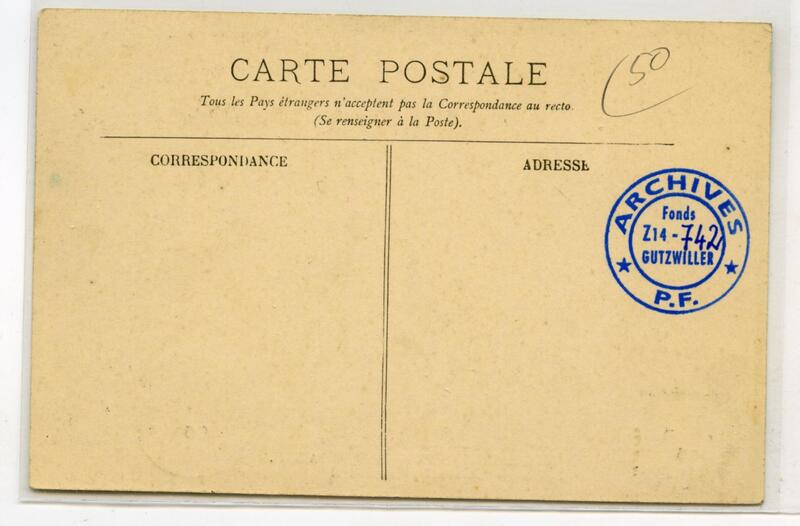 CARTE POSTALE
50
Tous les Pays étrangers n'acceptent pas la Correspondance au recto.
(Se renseigner à la Poste).
CORRESPONDANCE
ADRESSE
ARCHIVES
Fonds
Z14 - 742
GUTZWILLER
P.F.